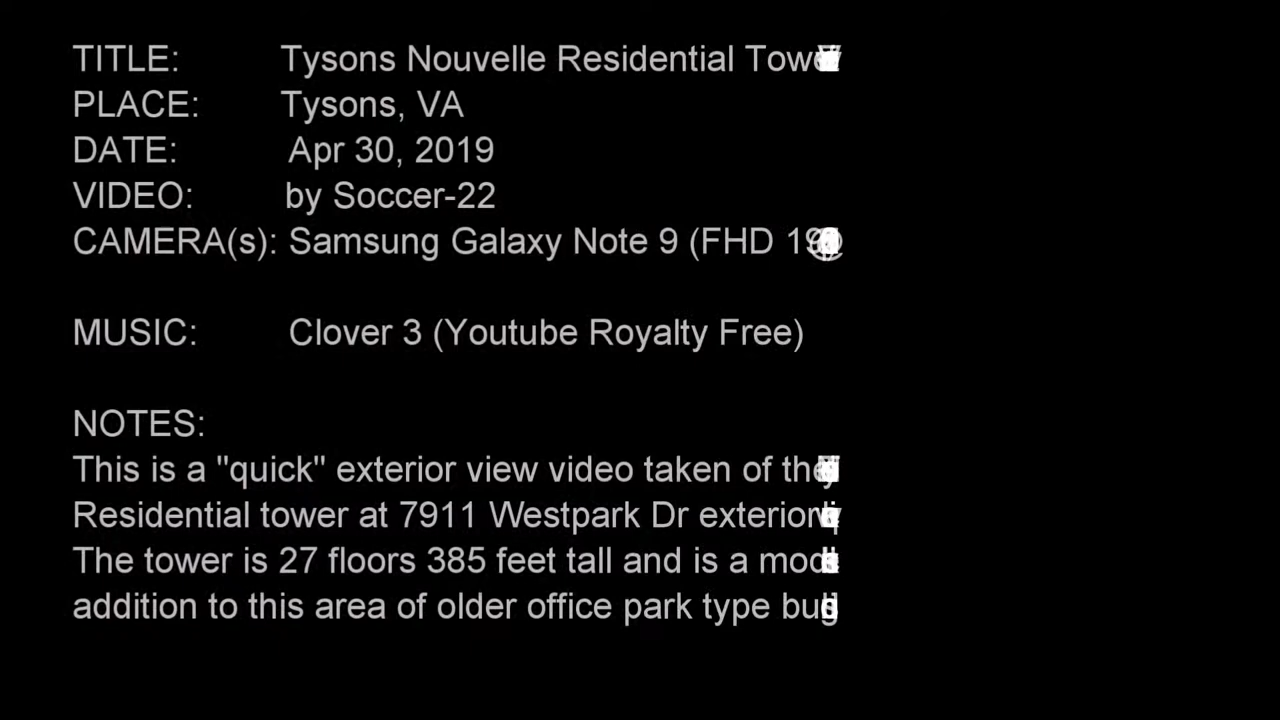 TITLE: Tysons Nouvelle Residential
PLACE: Tysons, VA
DATE: Apr 30, 2019
VIDEO: by Soccer-22
CAMERA(s): Samsung Galaxy Note 9 (FHD
MUSIC: Clover 3 (Youtube Royalty Free)
NOTES:
This is a "quick" exterior view video taken of
Residential tower at 7911 Westpark Dr exterior
The tower is 27 floors 385 feet tall and is a
addition to this area of older office park type